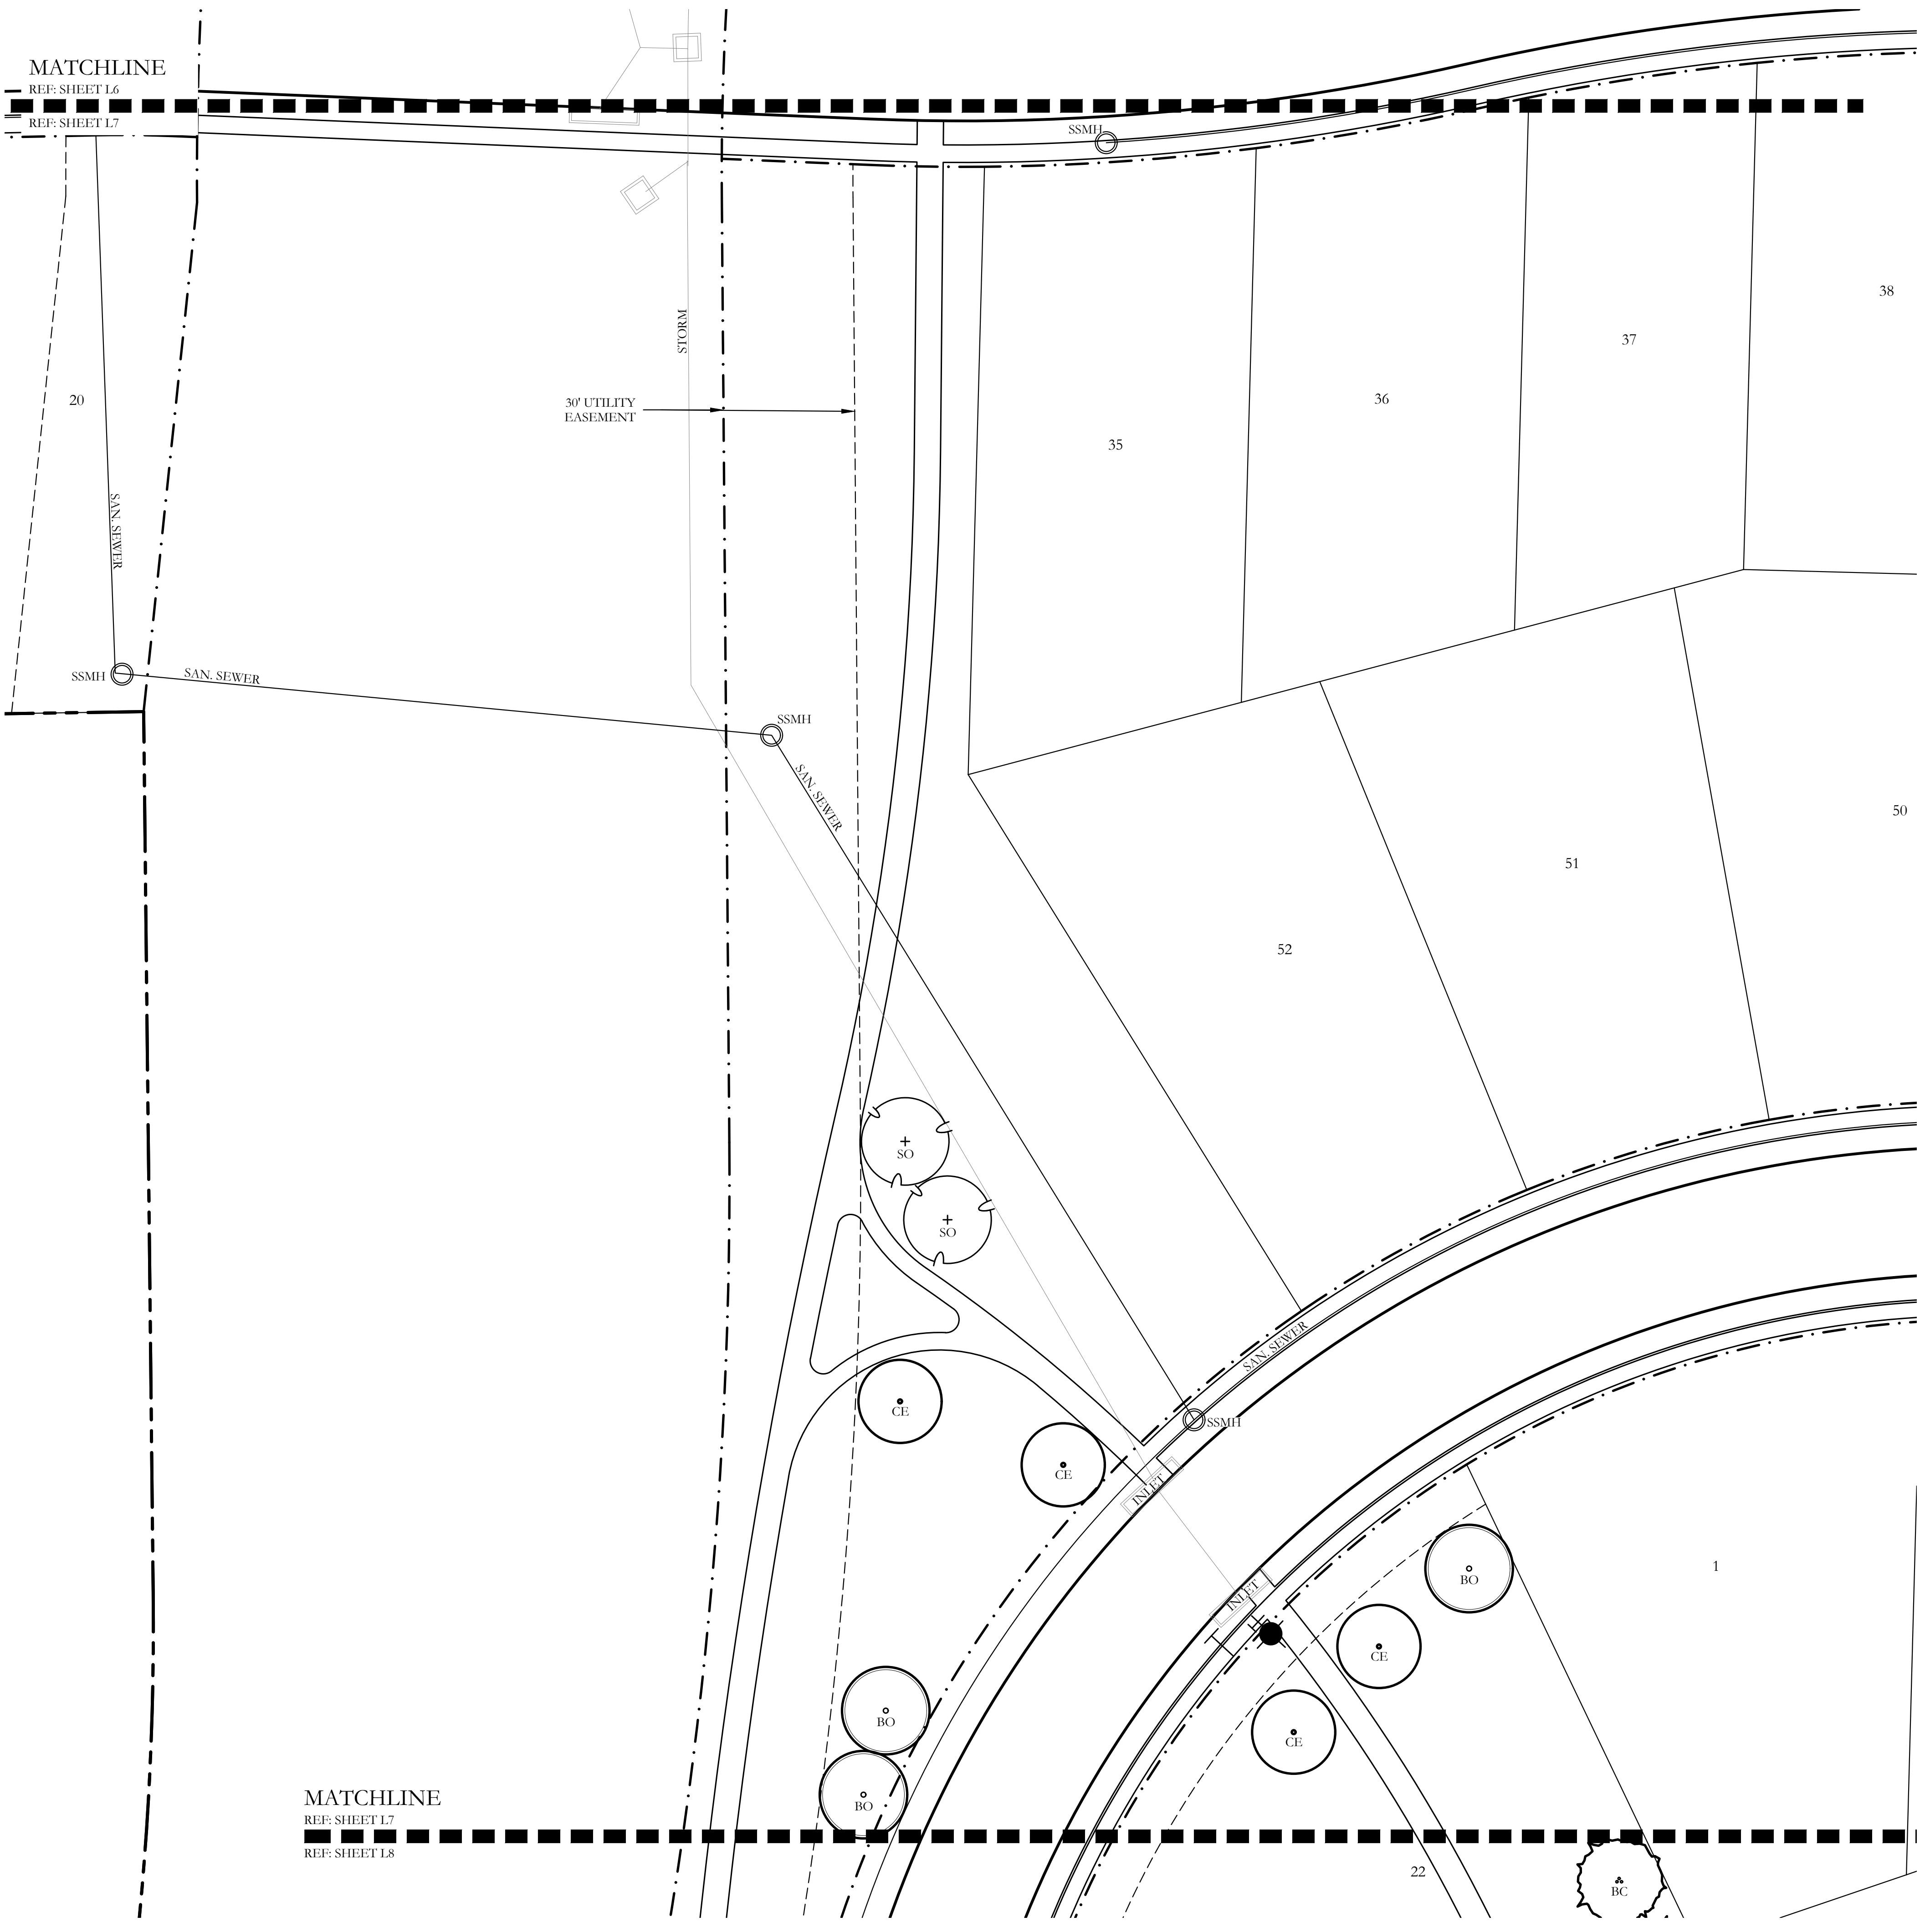 MATCHLINE
REF: SHEET L6
REF: SHEET L7
SSMH
38
37
STORM
30' UTILITY
EASEMENT
20
36
35
SAN. SEWER
SSMH
SAN. SEWER
SSMH
SAN. SEWER
50
51
52
SO
SO
SAN. SEWER
CE
SSMH
CE
INLET
1
BO
INLET
CE
BO
CE
BO
MATCHLINE
REF: SHEET L7
REF: SHEET L8
22
BC